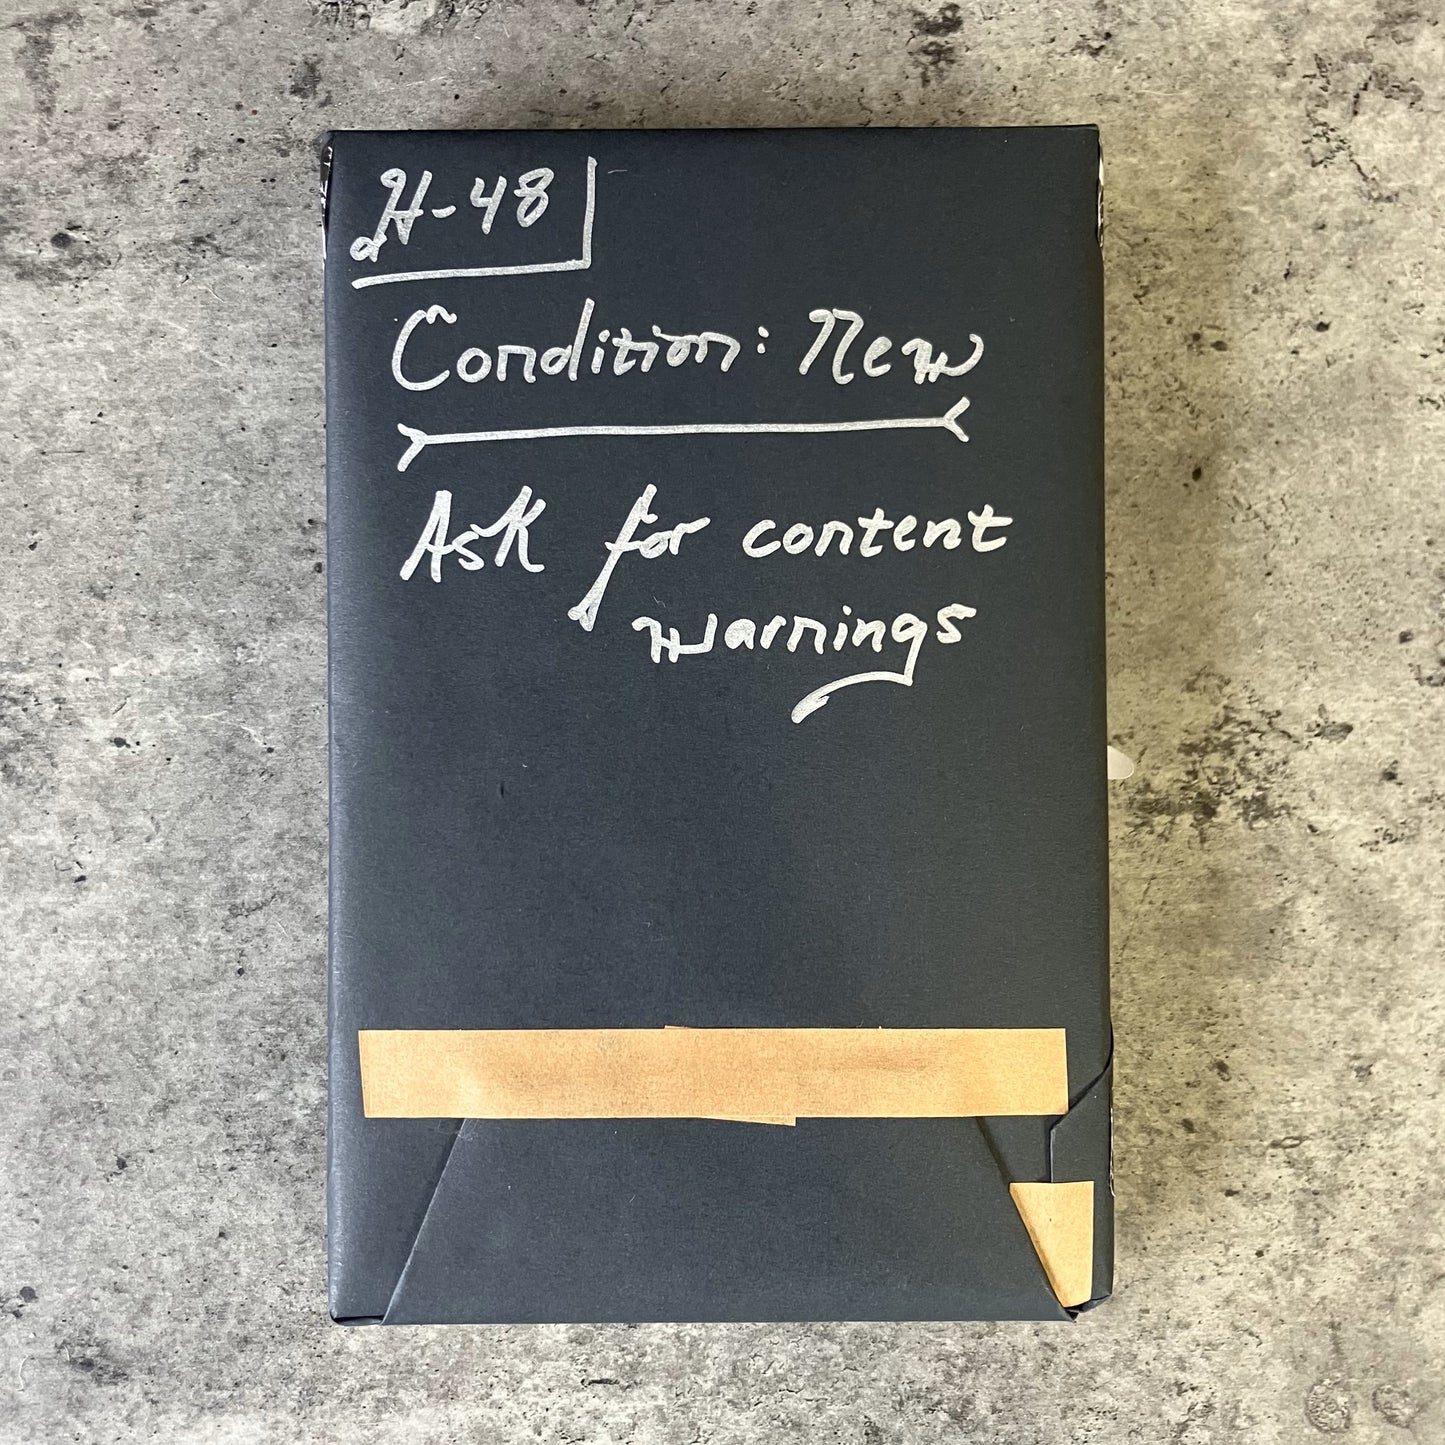 H-48
Condition: New
Ask for content
warnings